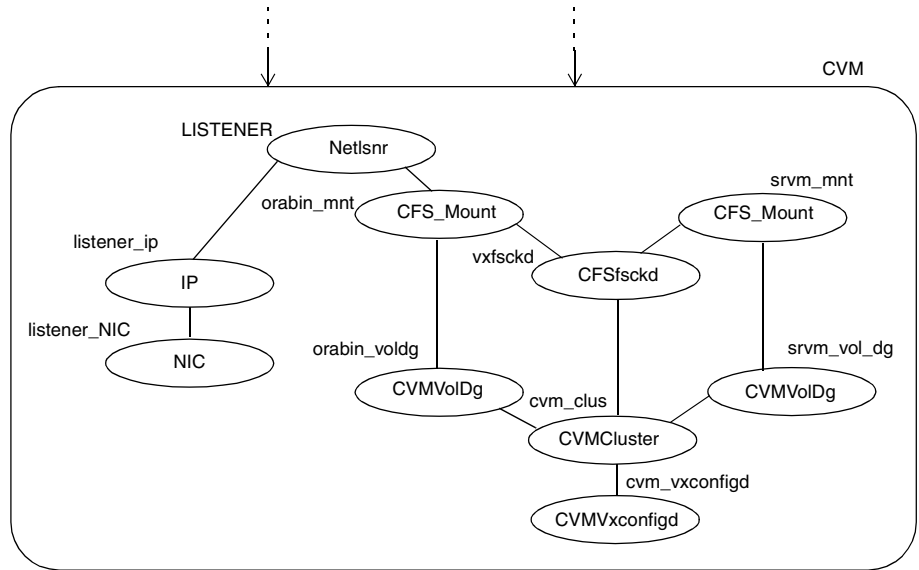 CVM
LISTENER
Netlsnr
orabin_mnt
CFS_Mount
srvm_mnt
CFS_Mount
listener_ip
IP
vxfsckd
CFSfsckd
listener_NIC
NIC
orabin_voldg
CVMVolDg
srvm_vol_dg
CVMVolDg
cvm_clus
CVMCluster
cvm_vxconfigd
CVMVxconfigd